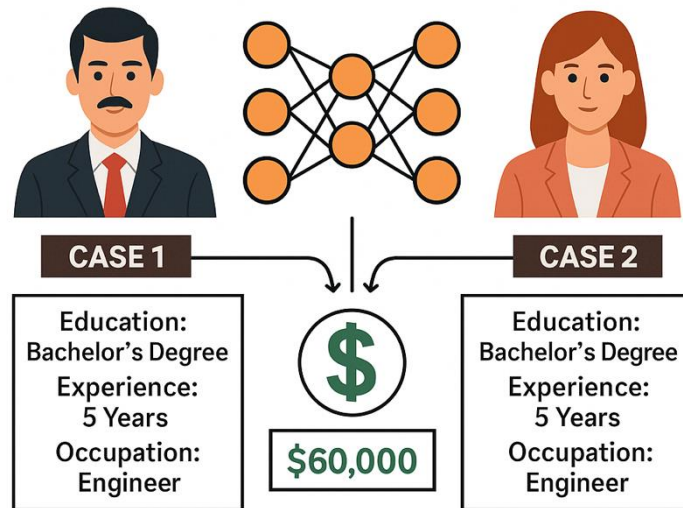 CASE 1
Education:
Bachelor's Degree
Experience:
5 Years
Occupation:
Engineer
$
$60,000
CASE 2
Education:
Bachelor's Degree
Experience:
5 Years
Occupation:
Engineer